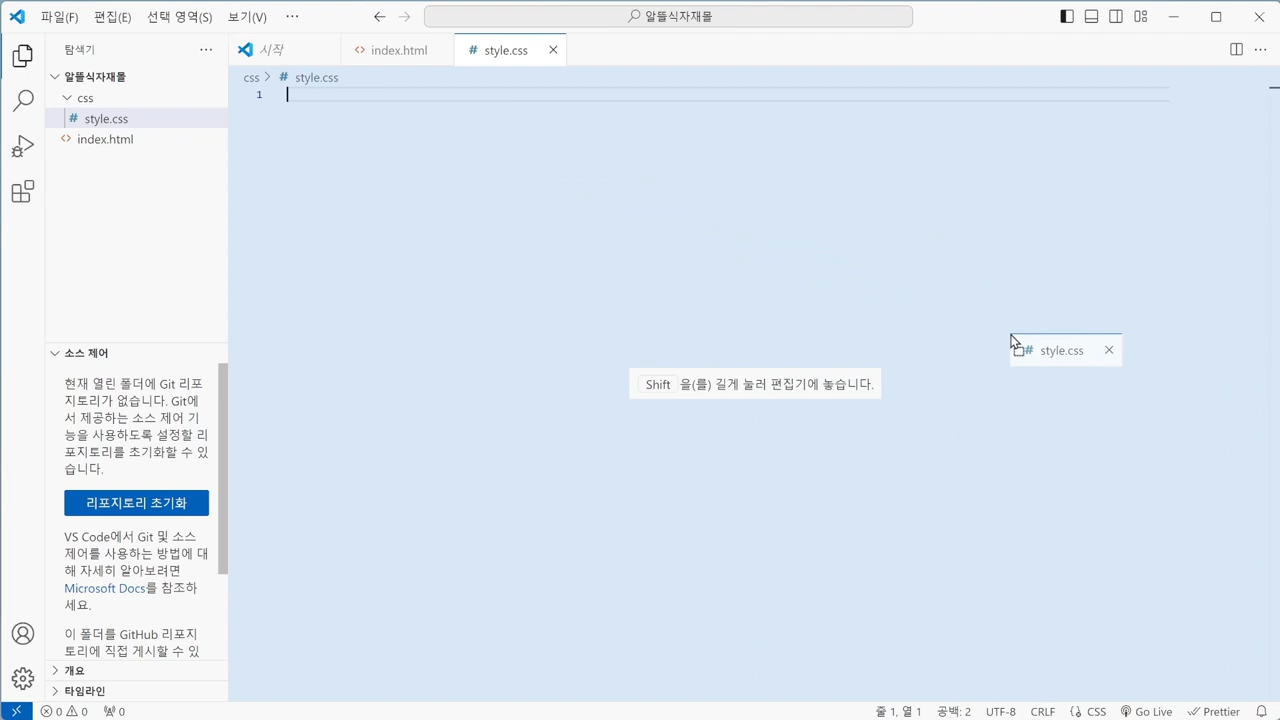 파일(F) 편집(E) 선택 영역(S) 보기(V) ···
알뜰식자재몰
탐색기
알뜰식자재몰
css
# style.css
<> index.html
시작
<> index.html
# style.css
css > # style.css
1
# style.css
Shift 을(를) 길게 눌러 편집기에 놓습니다.
소스 제어
현재 열린 폴더에 Git 리포
지토리가 없습니다. Git에
서 제공하는 소스 제어 기
능을 사용하도록 설정할 리
포지토리를 초기화할 수 있
습니다.
리포지토리 초기화
VS Code에서 Git 및 소스
제어를 사용하는 방법에 대
해 자세히 알아보려면
Microsoft Docs를 참조하
세요.
이 폴더를 GitHub 리포지
토리에 직접 게시할 수 있
개요
타임라인
0 0 0
줄 1, 열 1 공백: 2 UTF-8 CRLF CSS Go Live Prettier